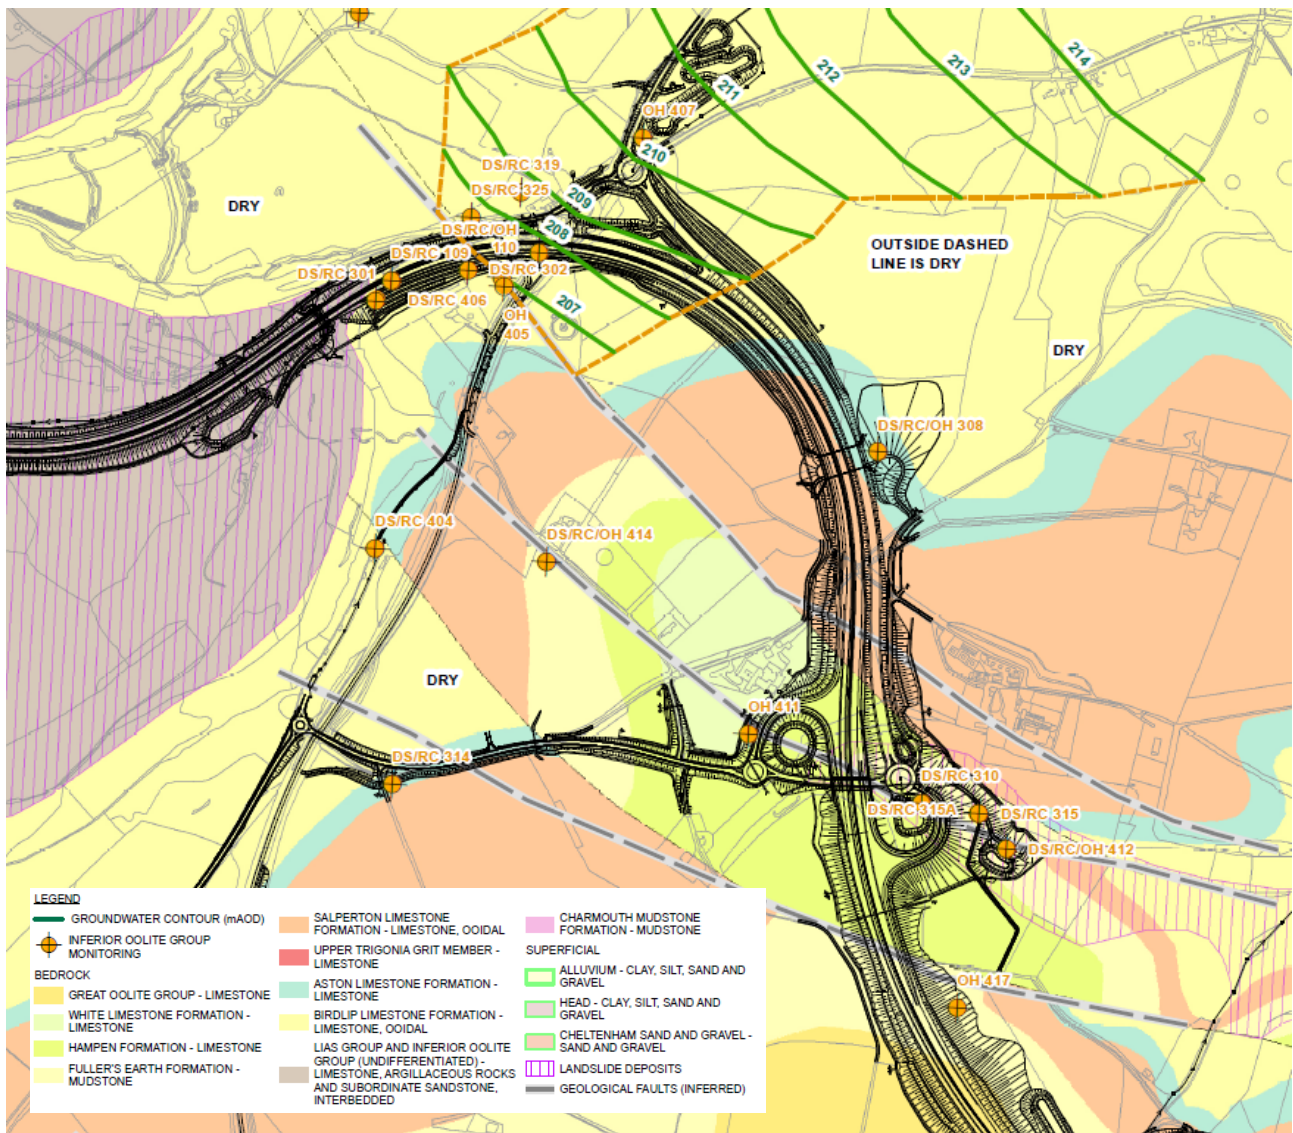 214
213
212
211
OH 407
210
DS/RC 319
DS/RC 325
209
DRY
DS/RC/OH
110
208
OUTSIDE DASHED
LINE IS DRY
DS/RC 109
DS/RC 302
DS/RC 301
DS/RC 406
207
OH
405
DRY
DS/RC/OH 308
DS/RC 404
DS/RC/OH 414
DRY
OH 411
DS/RC 314
DS/RC 310
DS/RC 315A
DS/RC 315
DS/RC/OH 412
OH 417
LEGEND
GROUNDWATER CONTOUR (mAOD)
INFERIOR OOLITE GROUP
MONITORING
BEDROCK
GREAT OOLITE GROUP - LIMESTONE
WHITE LIMESTONE FORMATION -
LIMESTONE
HAMPEN FORMATION - LIMESTONE
FULLER'S EARTH FORMATION -
MUDSTONE
SALPERTON LIMESTONE
FORMATION - LIMESTONE, OOIDAL
UPPER TRIGONIA GRIT MEMBER -
LIMESTONE
ASTON LIMESTONE FORMATION -
LIMESTONE
BIRDLIP LIMESTONE FORMATION -
LIMESTONE, OOIDAL
LIAS GROUP AND INFERIOR OOLITE
GROUP (UNDIFFERENTIATED) -
LIMESTONE, ARGILLACEOUS ROCKS
AND SUBORDINATE SANDSTONE,
INTERBEDDED
CHARMOUTH MUDSTONE
FORMATION - MUDSTONE
SUPERFICIAL
ALLUVIUM - CLAY, SILT, SAND AND
GRAVEL
HEAD - CLAY, SILT, SAND AND
GRAVEL
CHELTENHAM SAND AND GRAVEL -
SAND AND GRAVEL
LANDSLIDE DEPOSITS
GEOLOGICAL FAULTS (INFERRED)